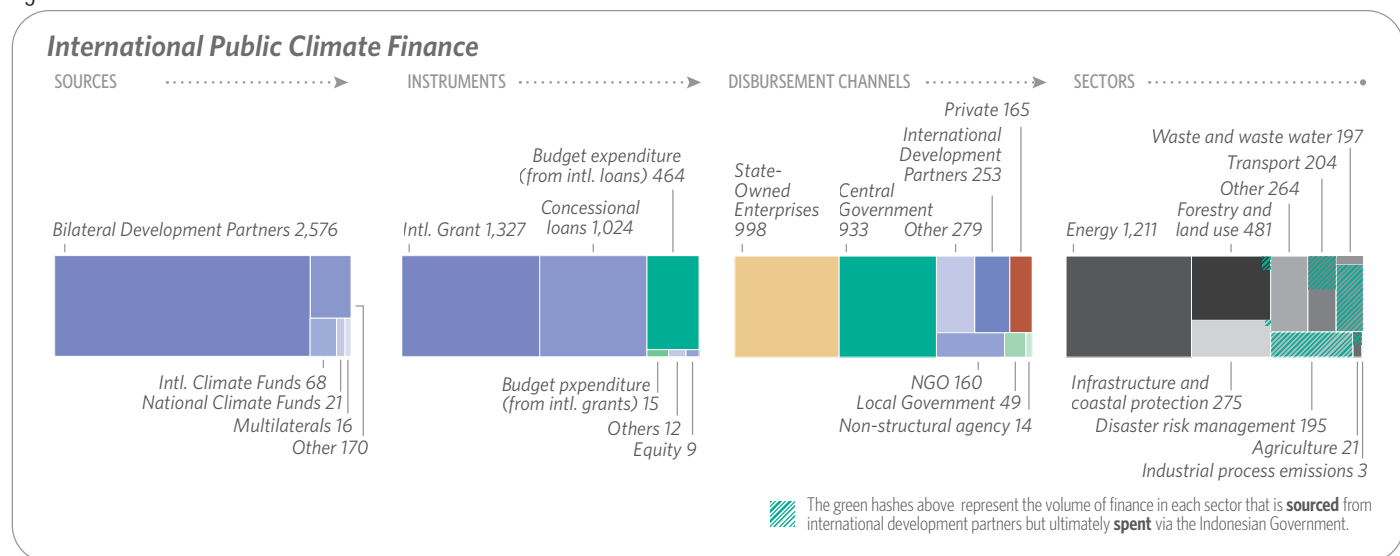 International Public Climate Finance
SOURCES
INSTRUMENTS
DISBURSEMENT CHANNELS
SECTORS
Bilateral Development Partners 2,576
Intl. Climate Funds 68
National Climate Funds 21
Multilaterals 16
Other 170
Budget expenditure
(from intl. loans) 464
Intl. Grant 1,327
Concessional
loans 1,024
Budget pxpenditure
(from intl. grants) 15
Others 12
Equity 9
Private 165
International
Development
Partners 253
State-
Owned
Enterprises
998
Central
Government
933
Other 279
NGO 160
Local Government 49
Non-structural agency 14
Waste and waste water 197
Transport 204
Other 264
Forestry and
land use 481
Energy 1,211
Infrastructure and
coastal protection 275
Disaster risk management 195
Agriculture 21
Industrial process emissions 3
The green hashes above represent the volume of finance in each sector that is sourced from
international development partners but ultimately spent via the Indonesian Government.